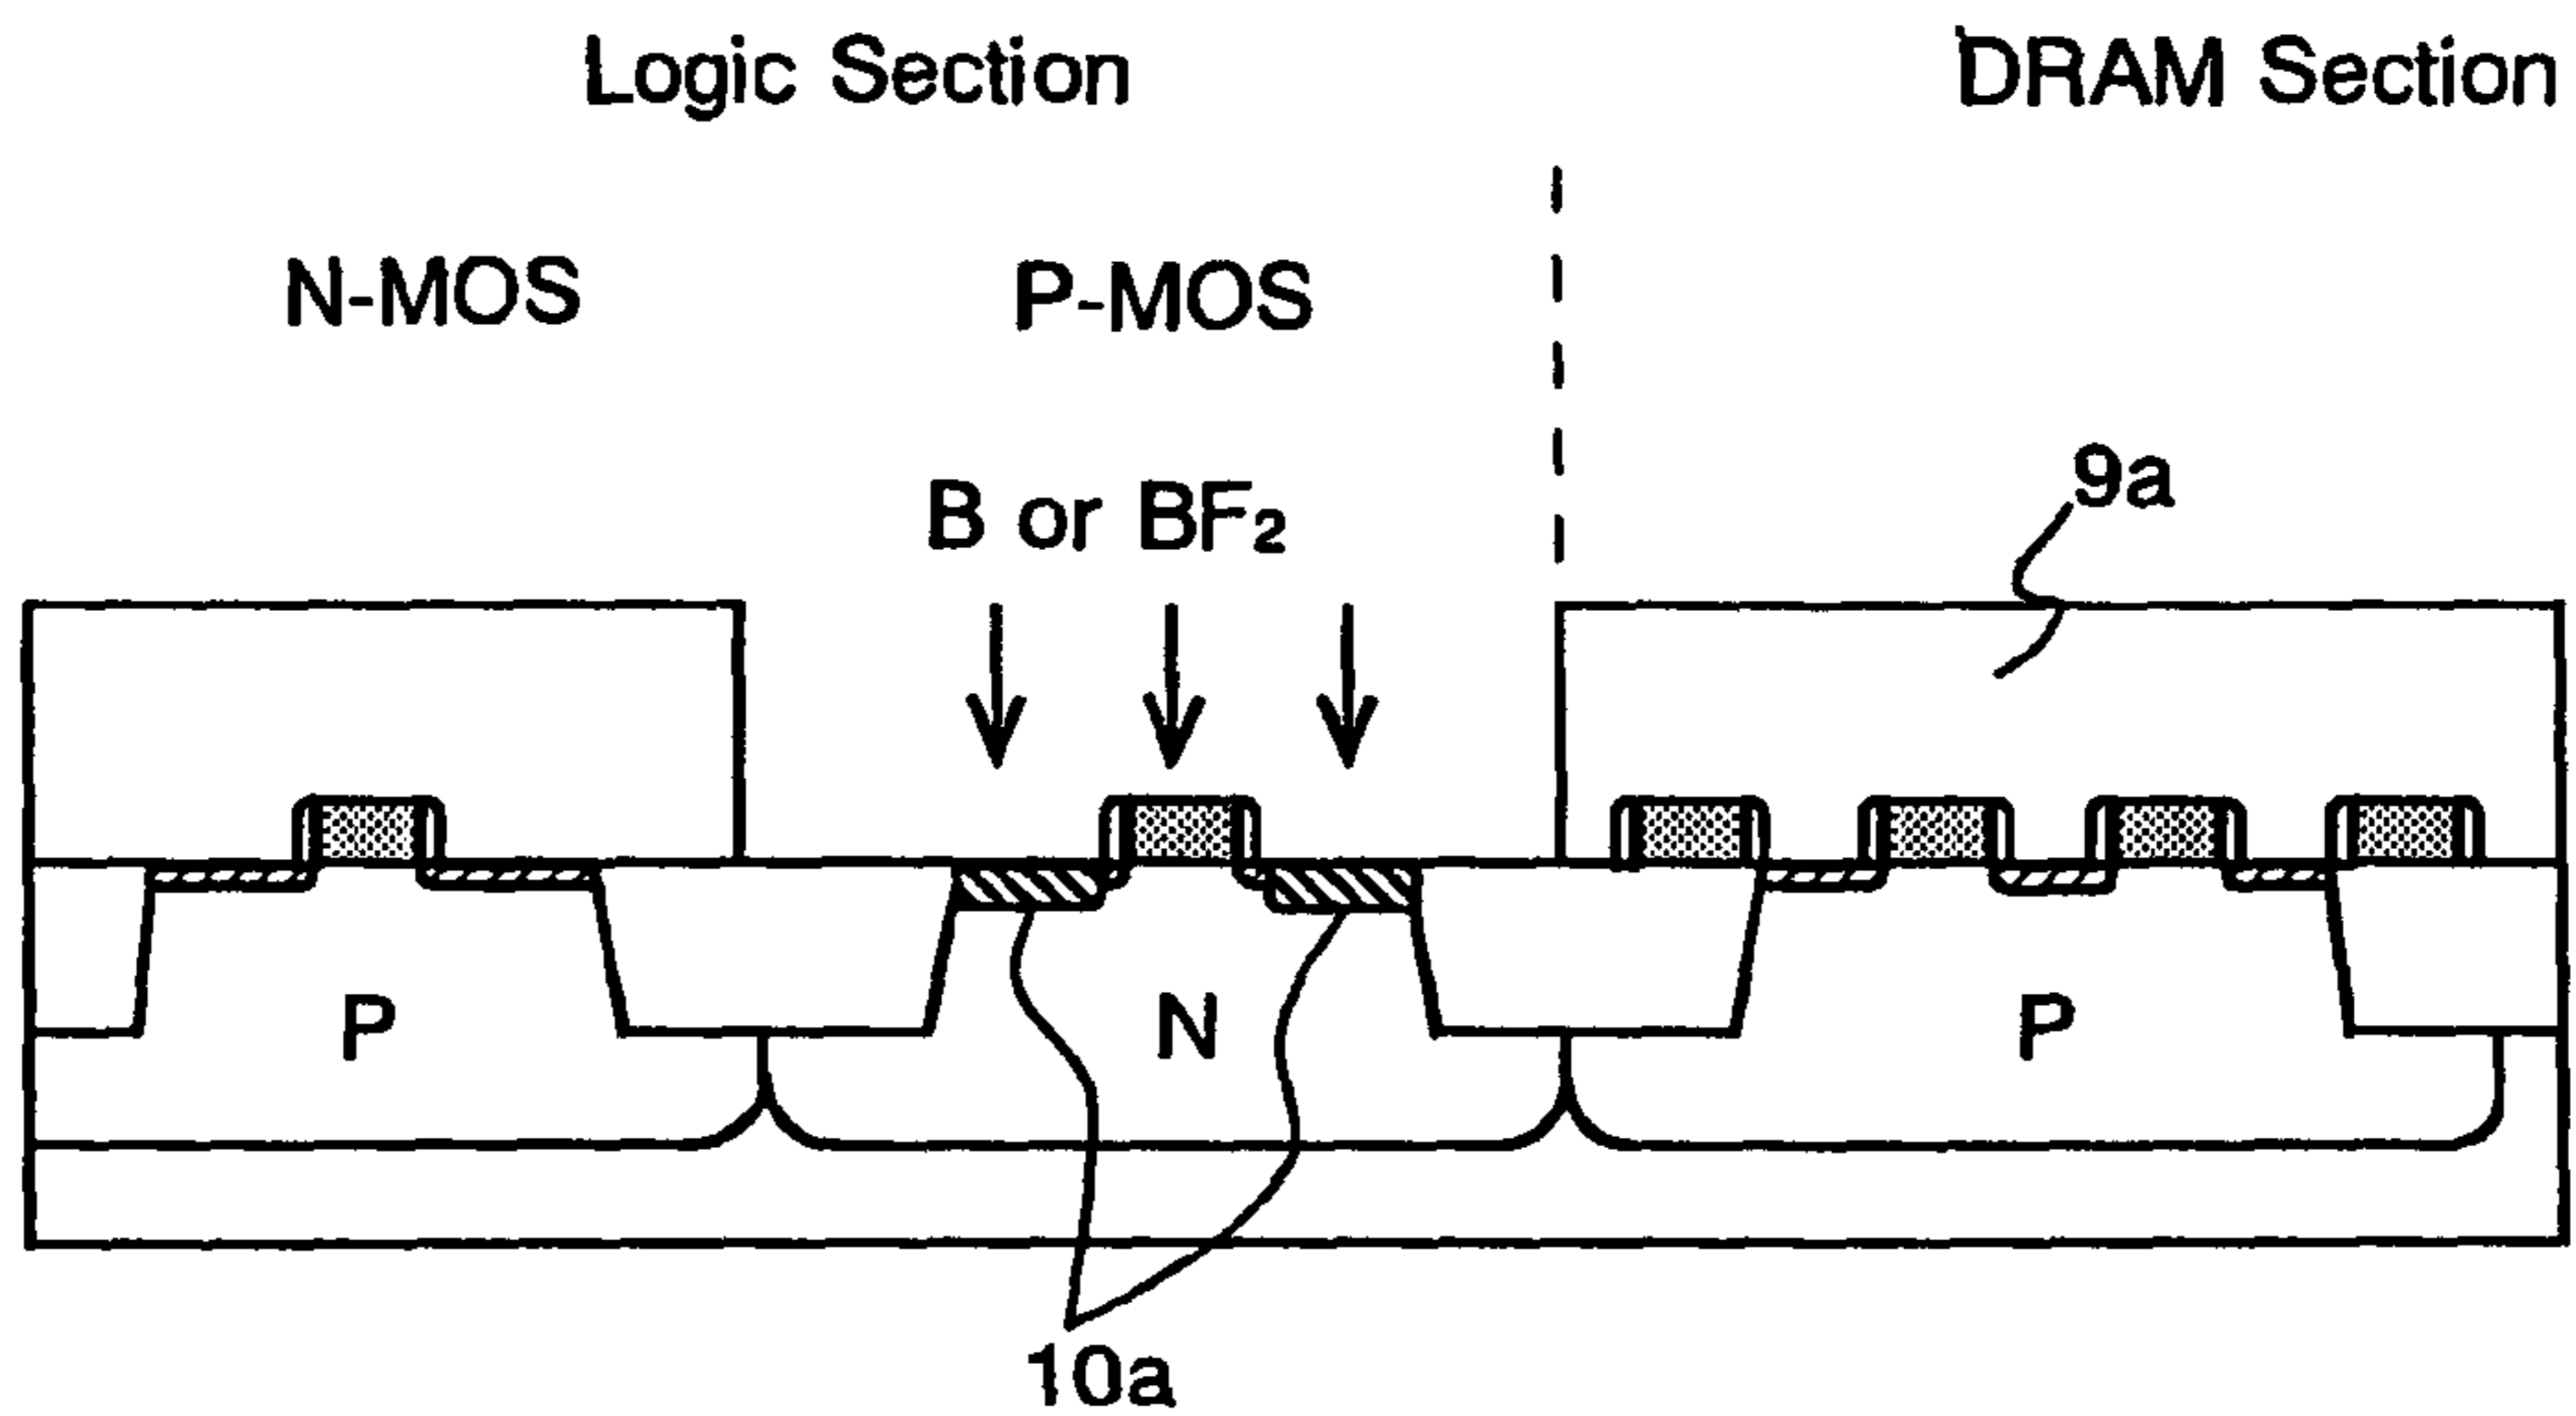 Logic Section
DRAM Section
N-MOS
P-MOS
B or BF₂
9a
P
N
P
10a